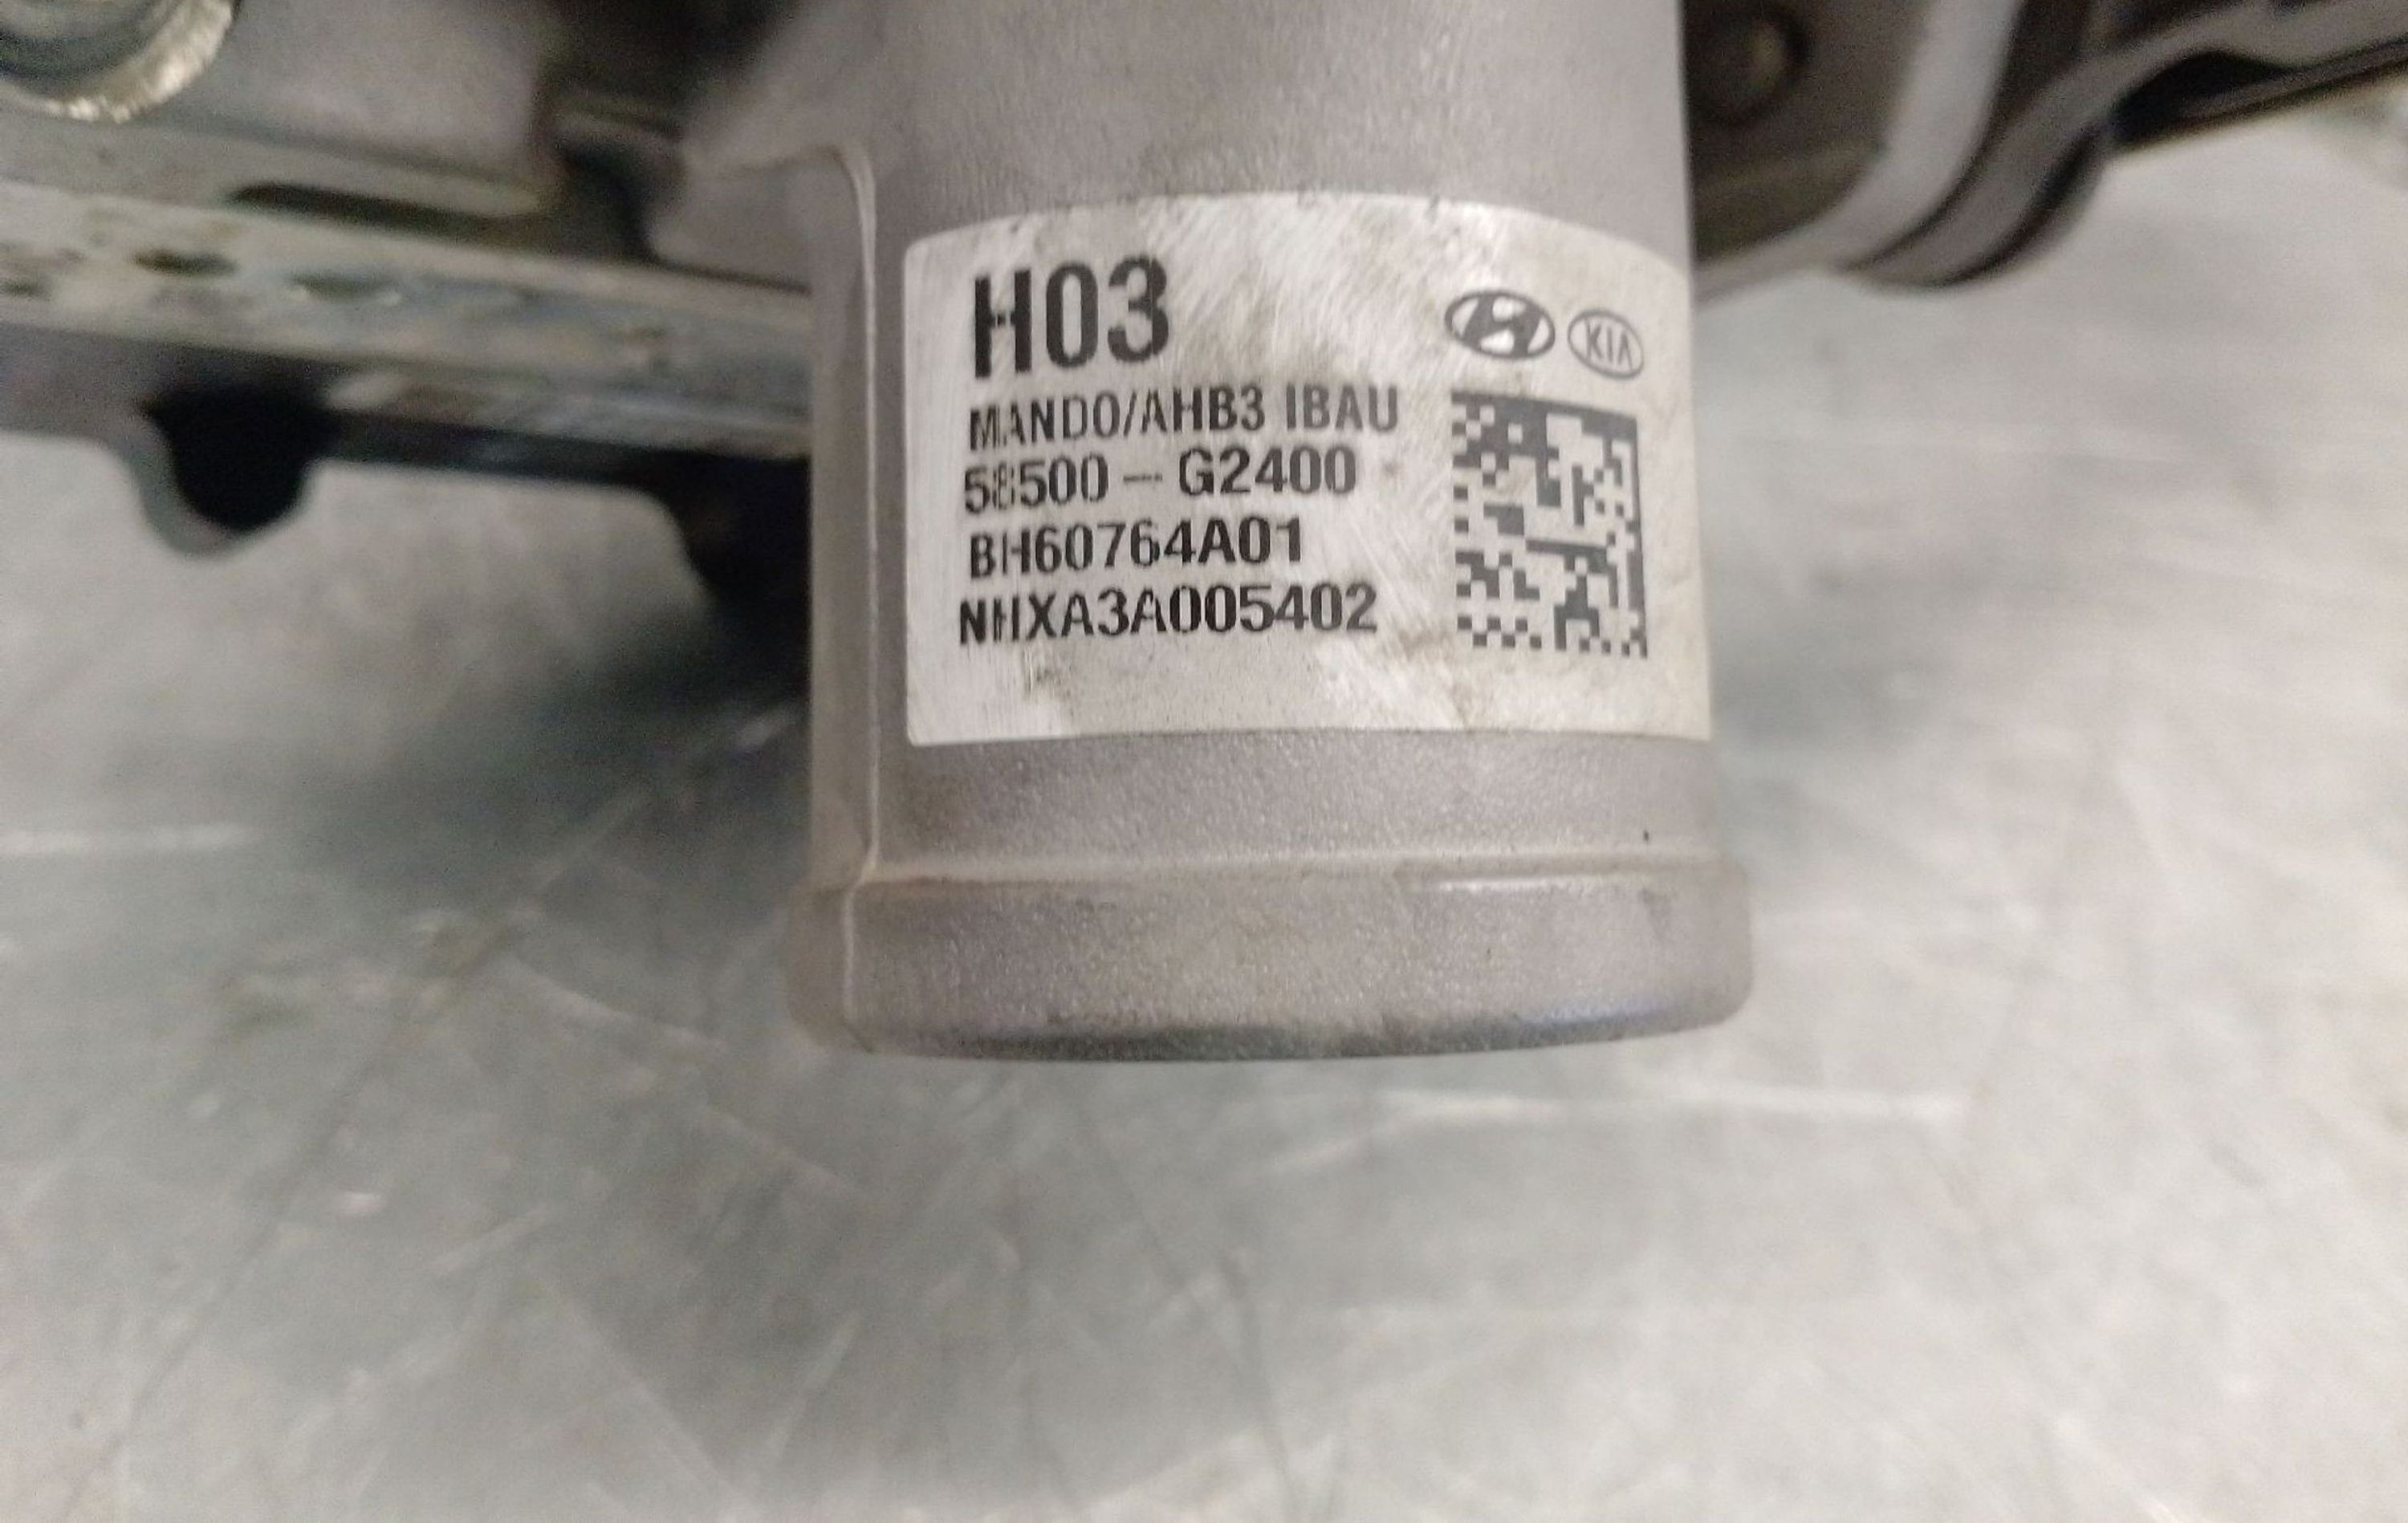 H03
KIA
MANDO/AHB3 IBAU
58500 - G2400
BH60764A01
NHXA3A005402